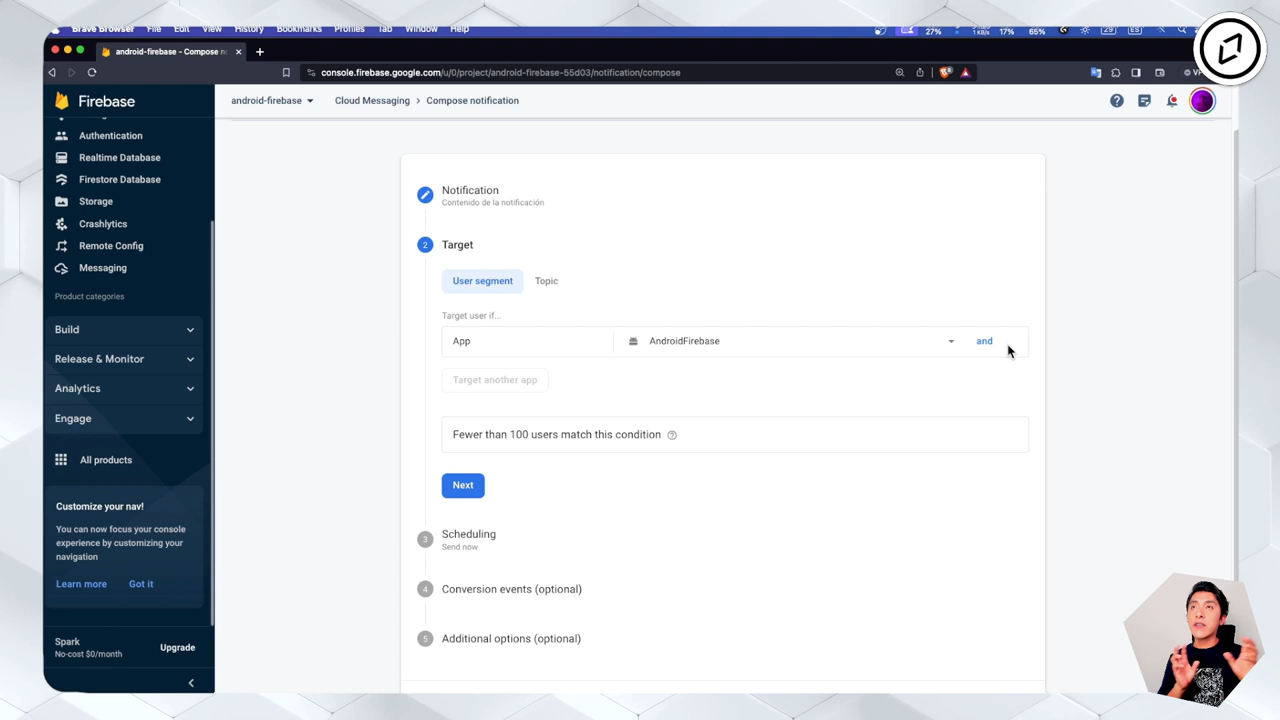 Brave Browser File Edit View History Bookmarks Profiles Tab Window Help
27% 17% 65%
android-firebase - Compose n
console.firebase.google.com/u/0/project/android-firebase-55d03/notification/compose
VP
Firebase
android-firebase
Cloud Messaging > Compose notification
Authentication
Realtime Database
Firestore Database
Storage
Crashlytics
Remote Config
Messaging
Product categories
Build
Release & Monitor
Analytics
Engage
All products
Customize your nav!
You can now focus your console
experience by customizing your
navigation
Learn more Got it
Spark
No-cost $0/month
Upgrade
Notification
Contenido de la notificación
2 Target
User segment Topic
Target user if...
App AndroidFirebase and
Target another app
Fewer than 100 users match this condition
Next
3 Scheduling
Send now
4 Conversion events (optional)
5 Additional options (optional)